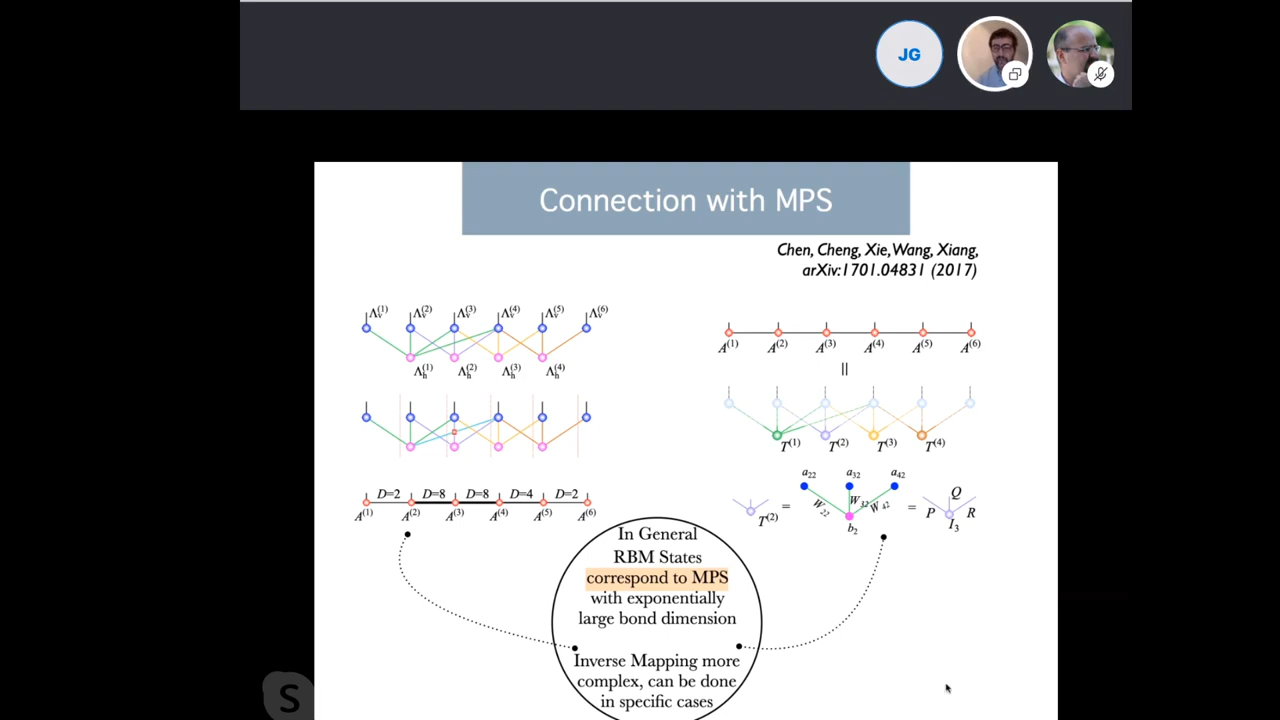 JG
Connection with MPS
Chen, Cheng, Xie, Wang, Xiang,
arXiv:1701.04831 (2017)
Λv(1) Λv(2) Λv(3) Λv(4) Λv(5) Λv(6)
Λh(1) Λh(2) Λh(3) Λh(4)
D=2 D=8 D=8 D=4 D=2
A(1) A(2) A(3) A(4) A(5) A(6)
A(1) A(2) A(3) A(4) A(5) A(6)
=
T(1) T(2) T(3) T(4)
a22 a32 a42
T(2) = W22 W32 W42 b2 = P Q R I3
In General
RBM States
correspond to MPS
with exponentially
large bond dimension
Inverse Mapping more
complex, can be done
in specific cases
S